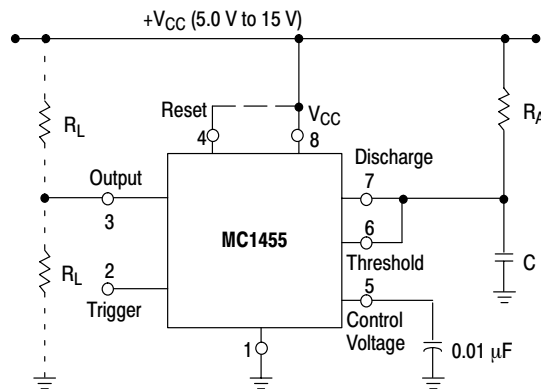 +VCC (5.0 V to 15 V)
Reset
4
VCC
8
RL
RA
Discharge
7
Output
3
6
MC1455
Threshold
C
2
RL
Trigger
5
Control
Voltage
1
0.01 µF